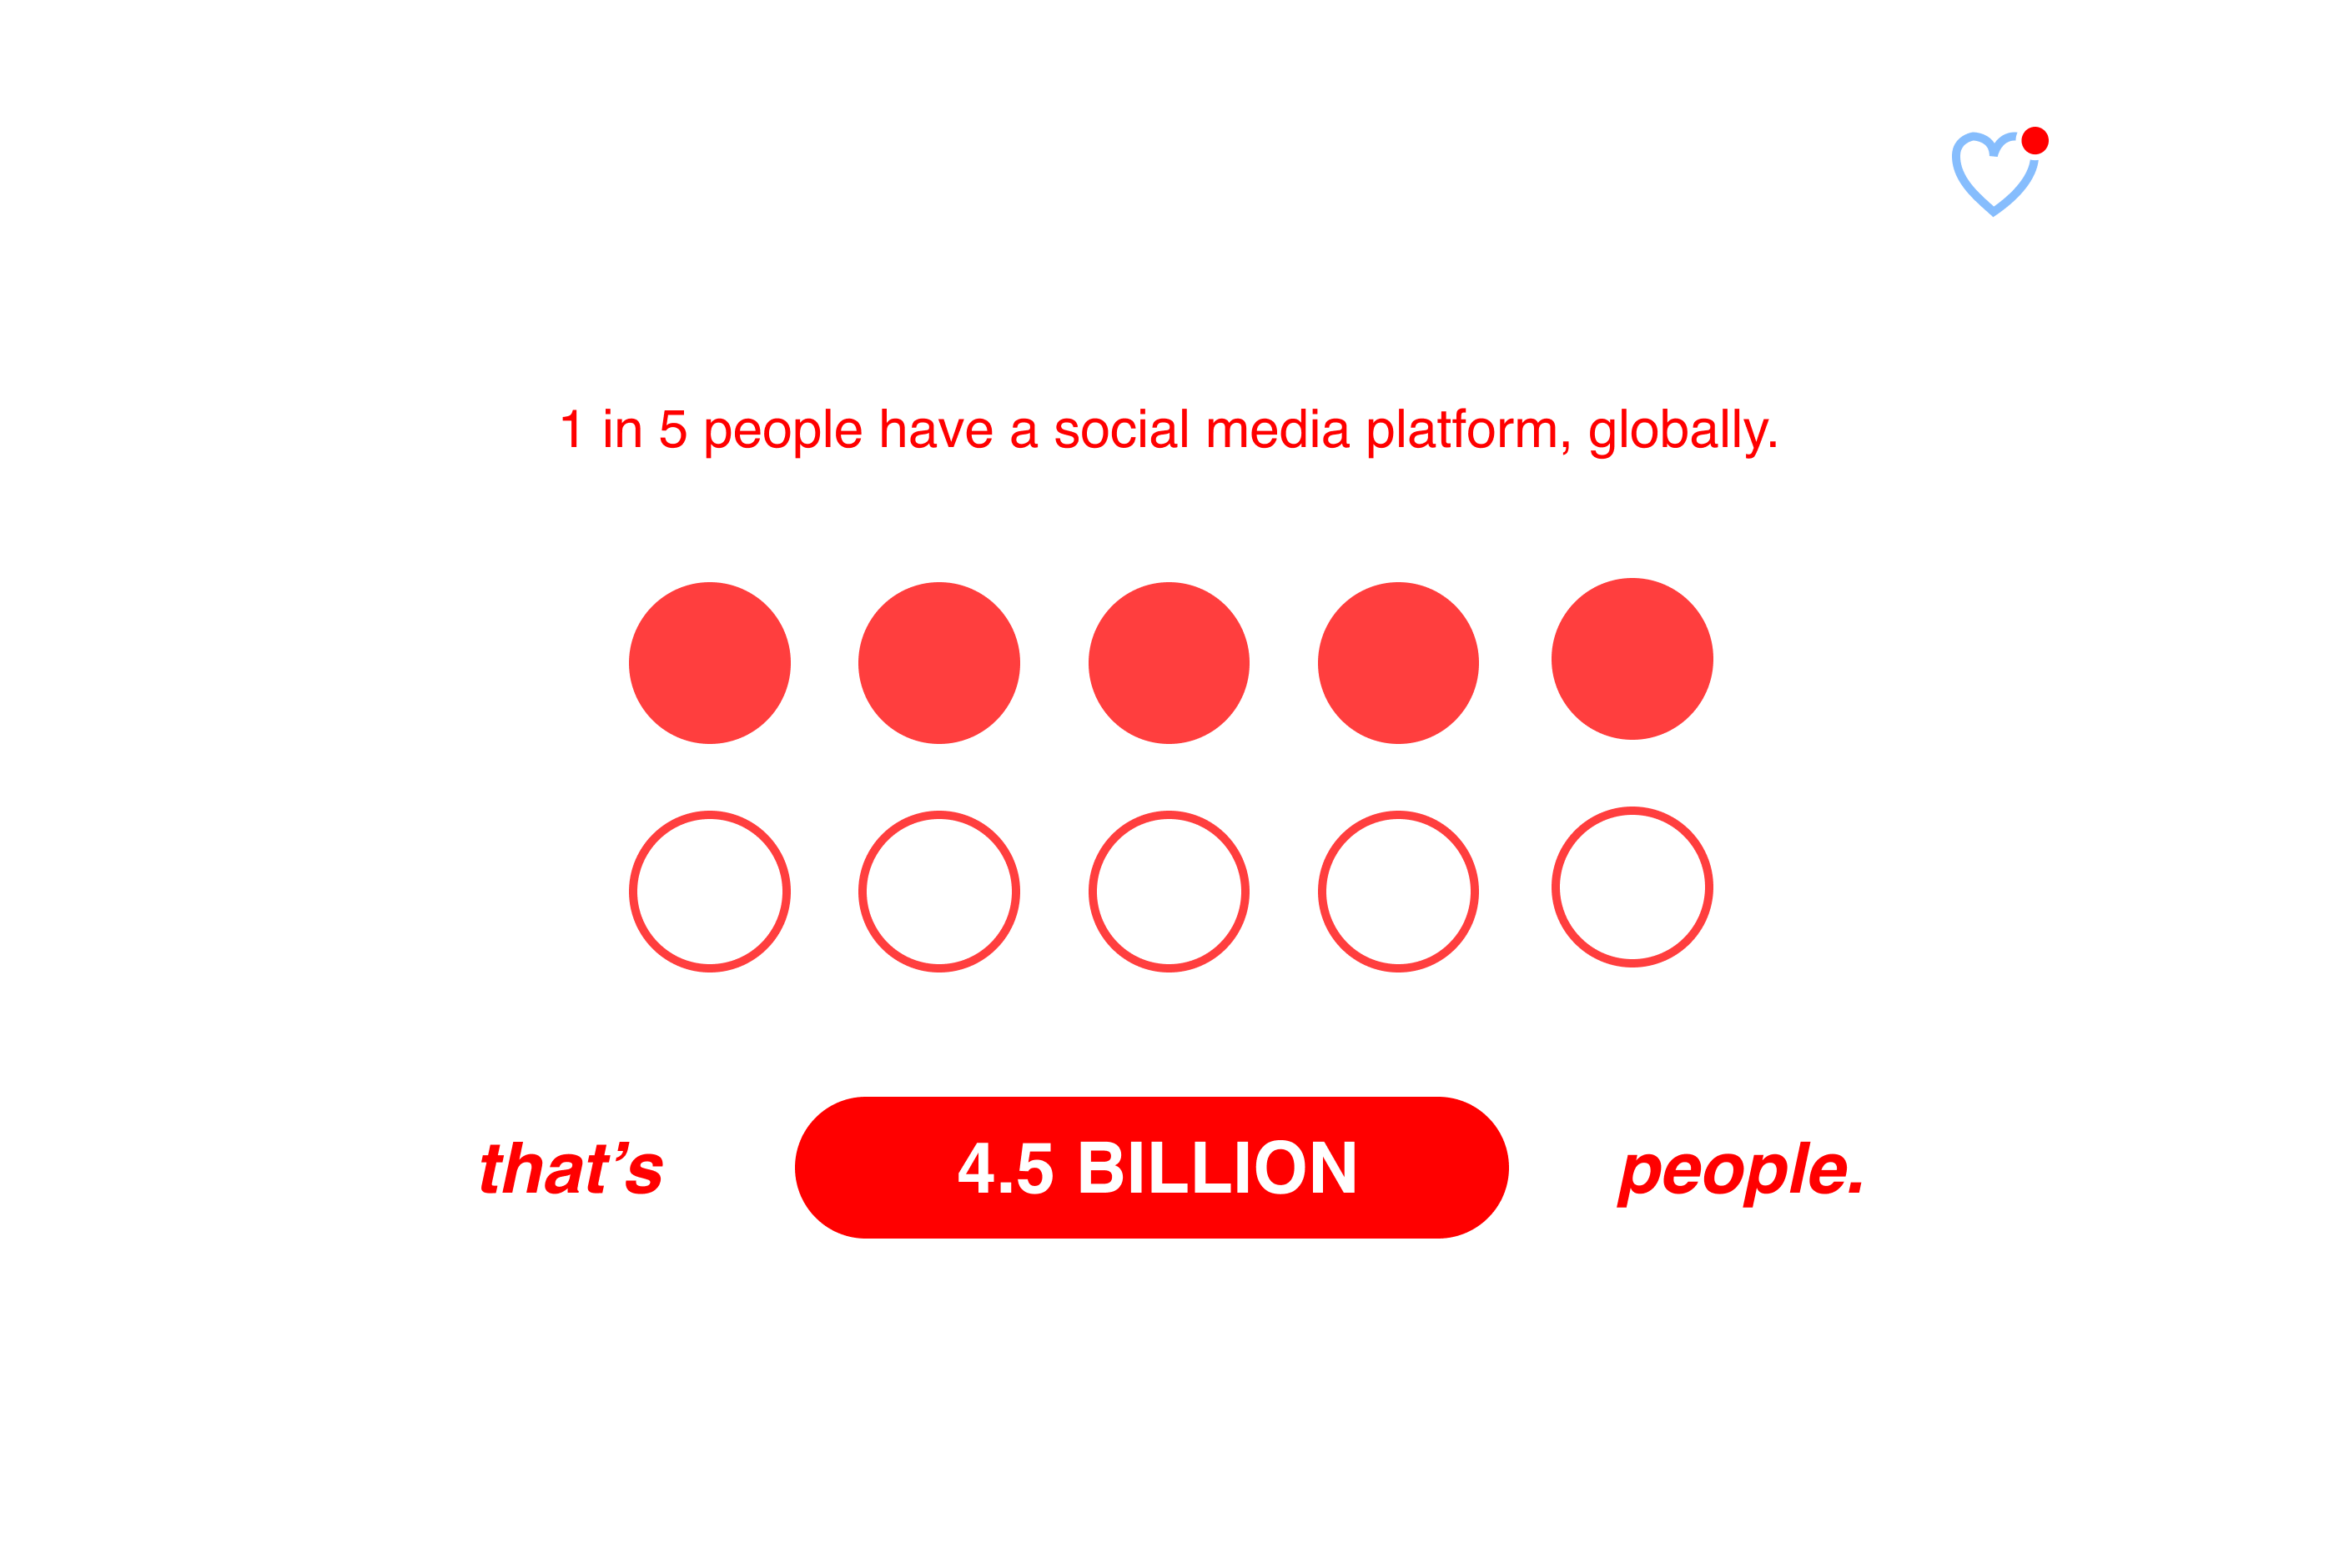 1 in 5 people have a social media platform, globally.
that’s 4.5 BILLION people.